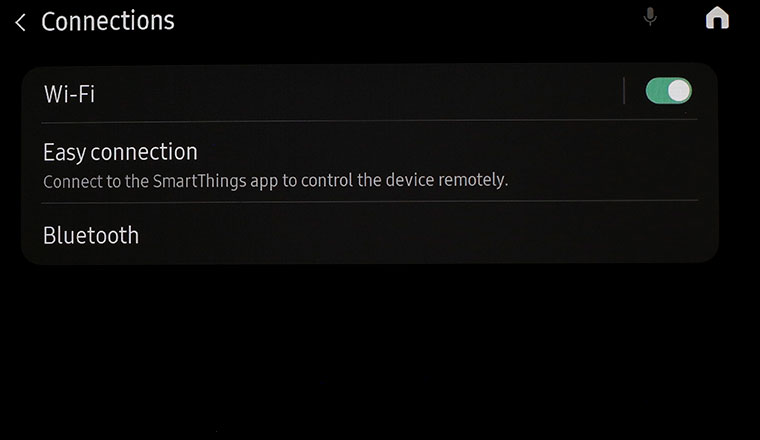 Connections
Wi-Fi
Easy connection
Connect to the SmartThings app to control the device remotely.
Bluetooth